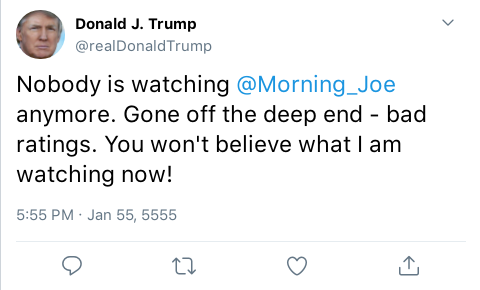 Donald J. Trump
@realDonaldTrump
Nobody is watching @Morning_Joe
anymore. Gone off the deep end - bad
ratings. You won't believe what I am
watching now!
5:55 PM · Jan 55, 5555